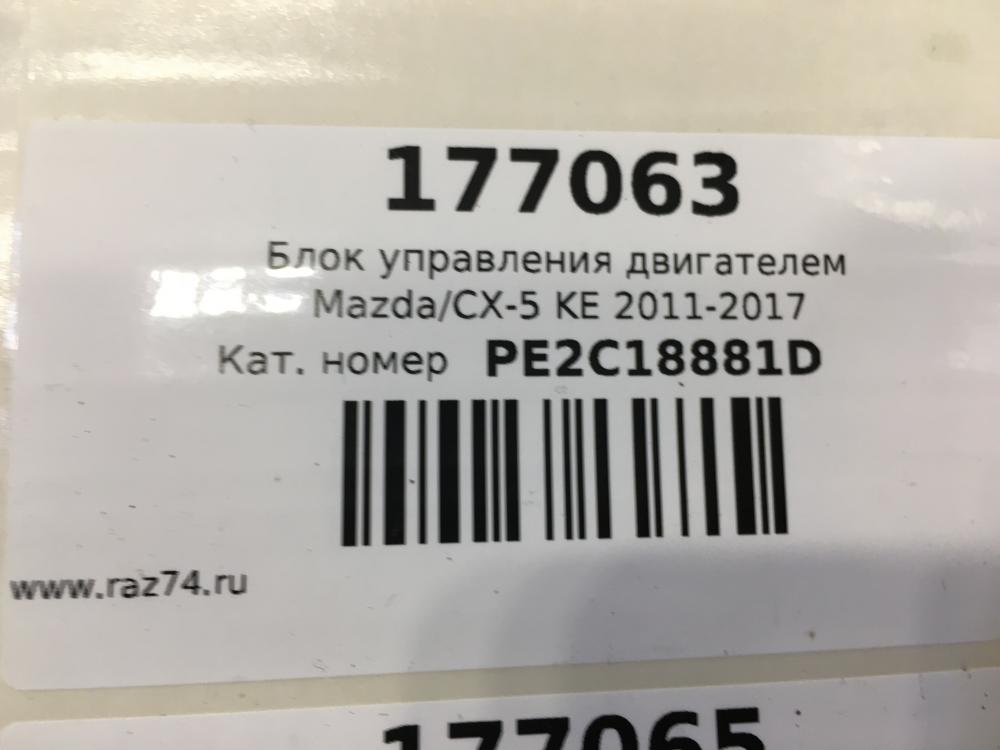 177063
Блок управления двигателем
Mazda/CX-5 KE 2011-2017
Кат. номер PE2C18881D
www.raz74.ru
177065